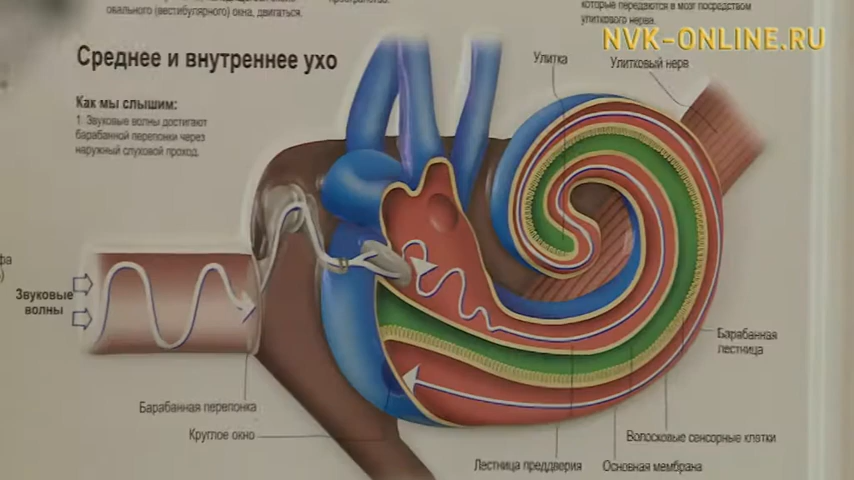 овального (вестибулярного) окна, двигаться.
которые передаются в мозг посредством
улиткового нерва.
NVK-ONLINE.RU
Среднее и внутреннее ухо
Улитка
Улитковый нерв
Как мы слышим:
1. Звуковые волны достигают
барабанной перепонки через
наружный слуховой проход.
Звуковые
волны
Барабанная
лестница
Барабанная перепонка
Круглое окно
Волосковые сенсорные клетки
Лестница преддверия
Основная мембрана